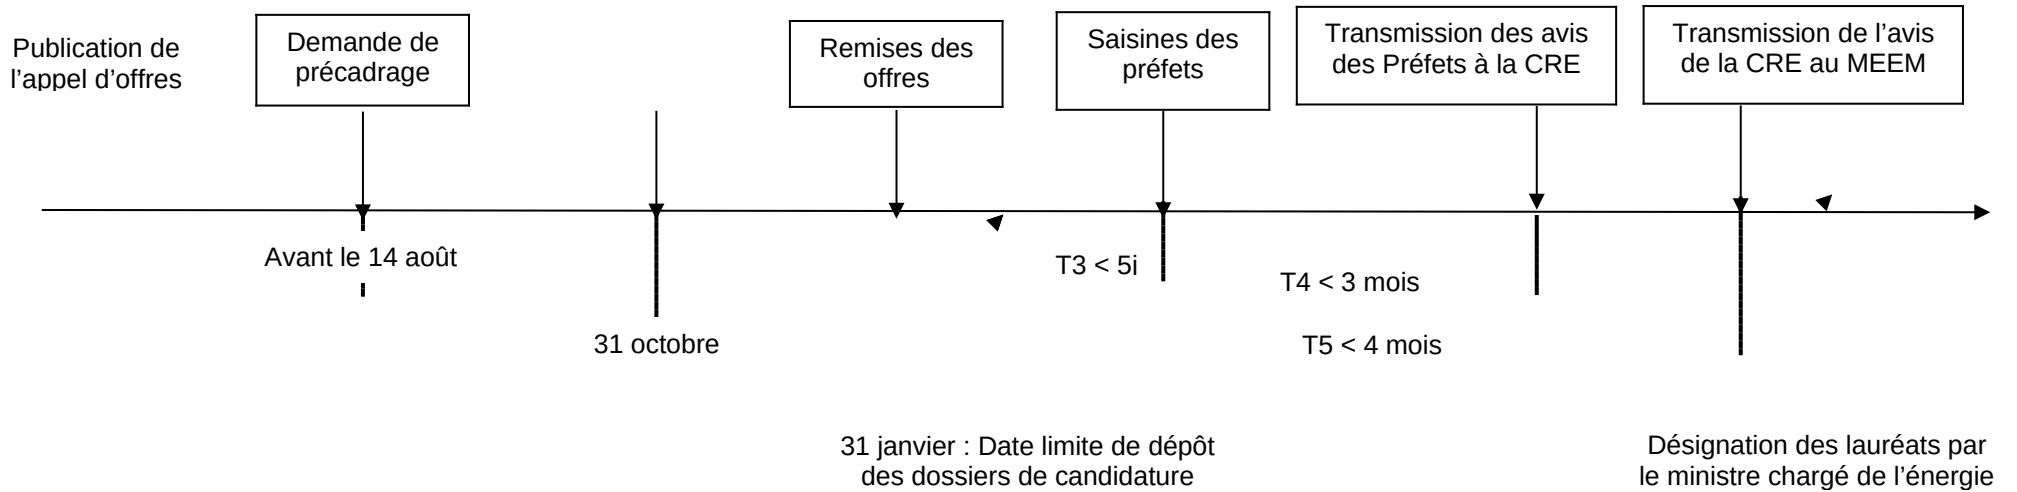 Publication de
l’appel d’offres
Demande de
précadrage
Remises des
offres
Saisines des
préfets
Transmission des avis
des Préfets à la CRE
Transmission de l’avis
de la CRE au MEEM
Avant le 14 août
31 octobre
T3 < 5j
T4 < 3 mois
T5 < 4 mois
31 janvier : Date limite de dépôt
des dossiers de candidature
Désignation des lauréats par
le ministre chargé de l’énergie